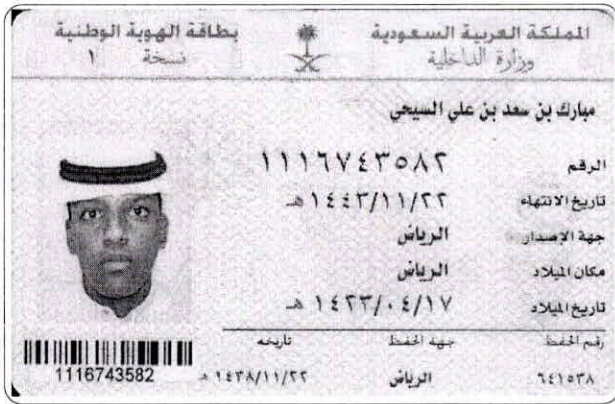 المملكة العربية السعودية
وزارة الداخلية
بطاقة الهوية الوطنية
نسخة ١
مبارك بن سعد بن علي السيحي
الرقم ١١١٦٧٤٣٥٨٢
تاريخ الانتهاء ١٤٤٣/١١/٢٢ هـ
جهة الإصدار الرياض
مكان الميلاد الرياض
تاريخ الميلاد ١٤٢٣/٠٤/١٧ هـ
رقم الحفظ جهة الحفظ تاريخه
٦٤١٥٣٨ الرياض ١٤٣٨/١١/٢٢ هـ
1116743582